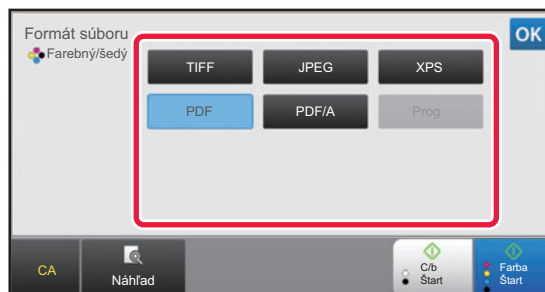 Formát súboru
Farebný/šedý
OK
TIFF
JPEG
XPS
PDF
PDF/A
Prog.
CA
Náhľad
C/b
Štart
Farba
Štart